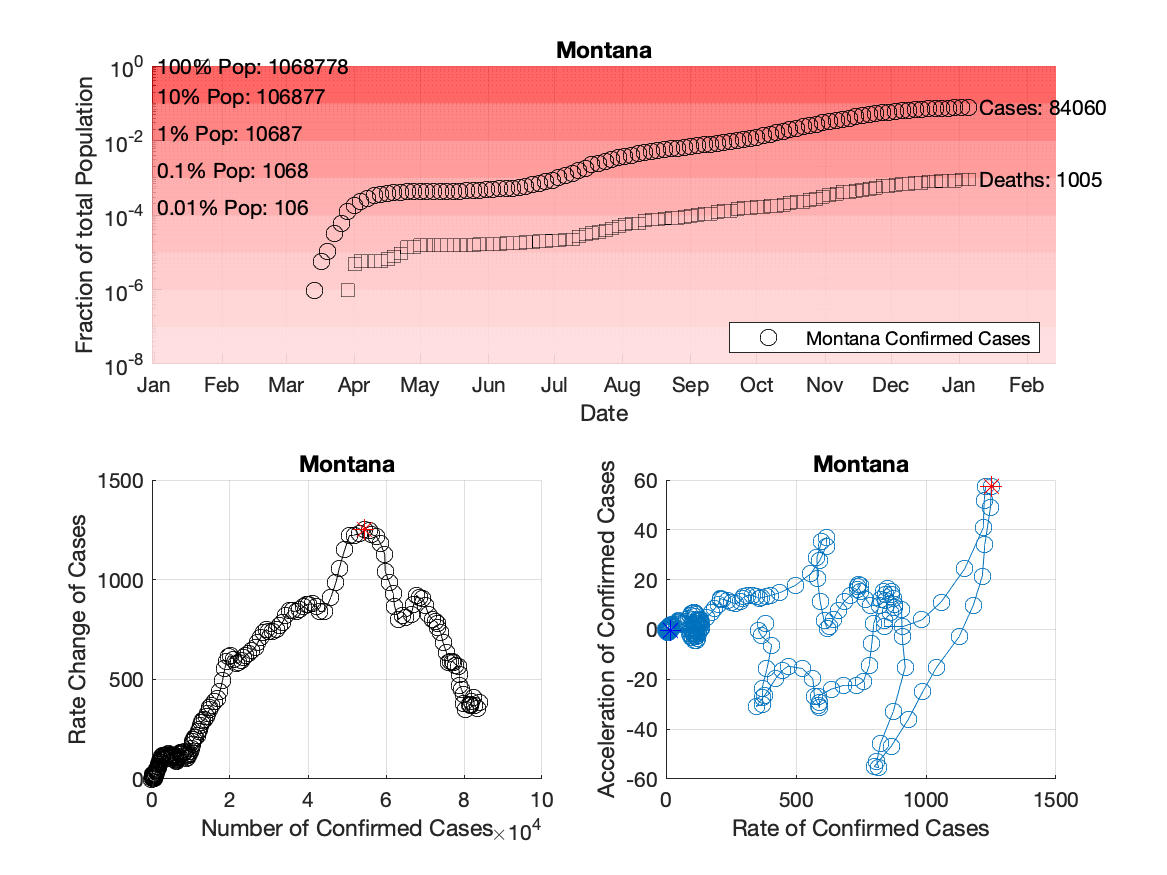 Montana
10^0
10^-2
10^-4
10^-6
10^-8
Fraction of total Population
100% Pop: 1068778
10% Pop: 106877
1% Pop: 10687
0.1% Pop: 1068
0.01% Pop: 106
Cases: 84060
Deaths: 1005
Montana Confirmed Cases
Jan Feb Mar Apr May Jun Jul Aug Sep Oct Nov Dec Jan Feb
Date
Montana
1500
1000
500
0
Rate Change of Cases
0 2 4 6 8 10
Number of Confirmed Cases ×10^4
Montana
60
40
20
0
-20
-40
-60
Acceleration of Confirmed Cases
0 500 1000 1500
Rate of Confirmed Cases